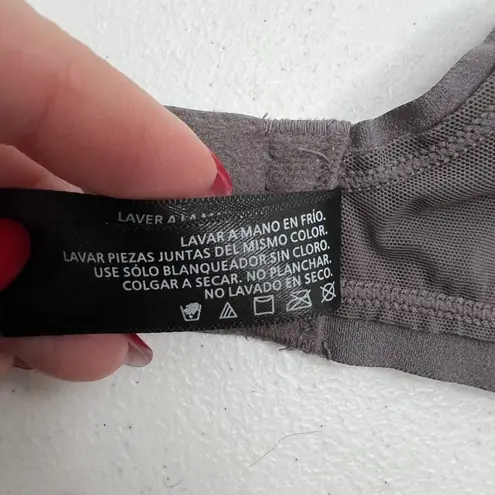 LAVER A
LAVAR A MANO EN FRÍO.
LAVAR PIEZAS JUNTAS DEL MISMO COLOR.
USE SÓLO BLANQUEADOR SIN CLORO.
COLGAR A SECAR. NO PLANCHAR.
NO LAVADO EN SECO.